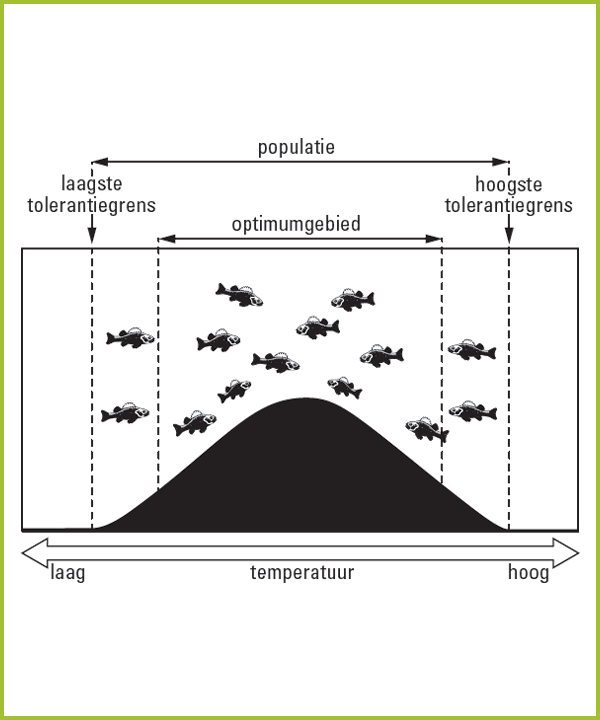 populatie
laagste
tolerantiegrens
hoogste
tolerantiegrens
optimumgebied
laag
temperatuur
hoog